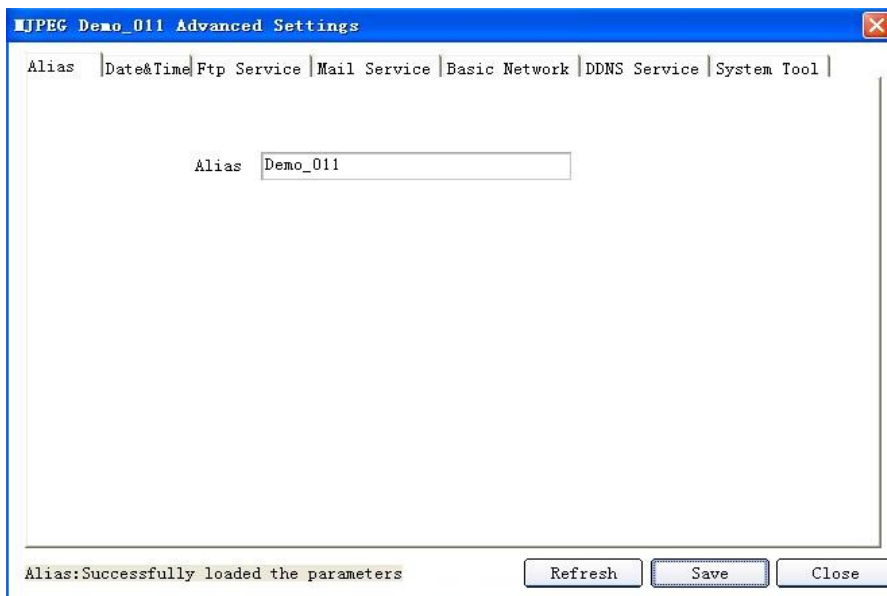 MJPEG Demo_011 Advanced Settings
Alias Date&Time Ftp Service Mail Service Basic Network DDNS Service System Tool
Alias Demo_011
Alias:Successfully loaded the parameters Refresh Save Close